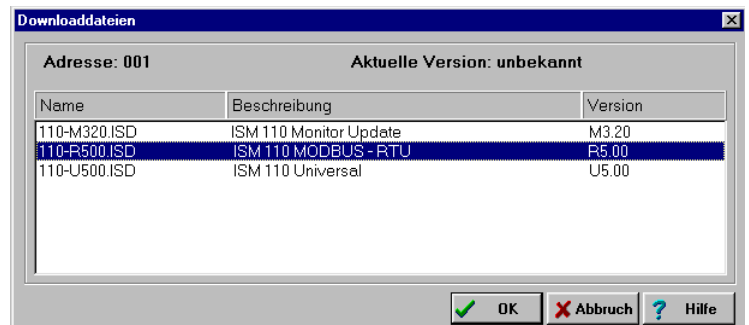 Downloaddateien
Adresse: 001 Aktuelle Version: unbekannt
Name Beschreibung Version
110-M320.ISD ISM 110 Monitor Update M3.20
110-R500.ISD ISM 110 MODBUS - RTU R5.00
110-U500.ISD ISM 110 Universal U5.00
OK Abbruch Hilfe